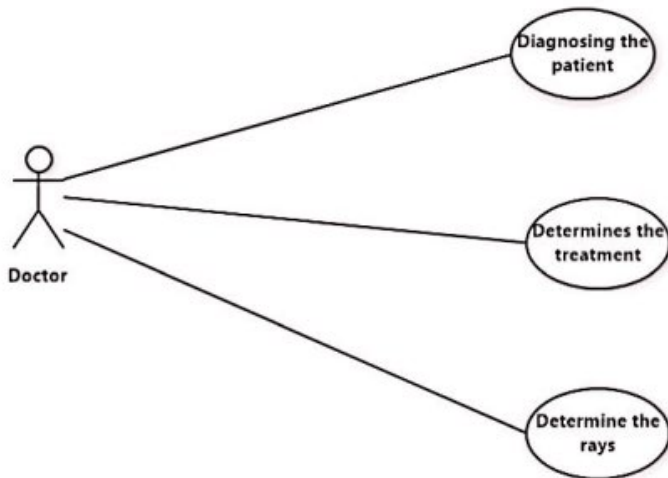 Diagnosing the
patient
Doctor
Determines the
treatment
Determine the
rays